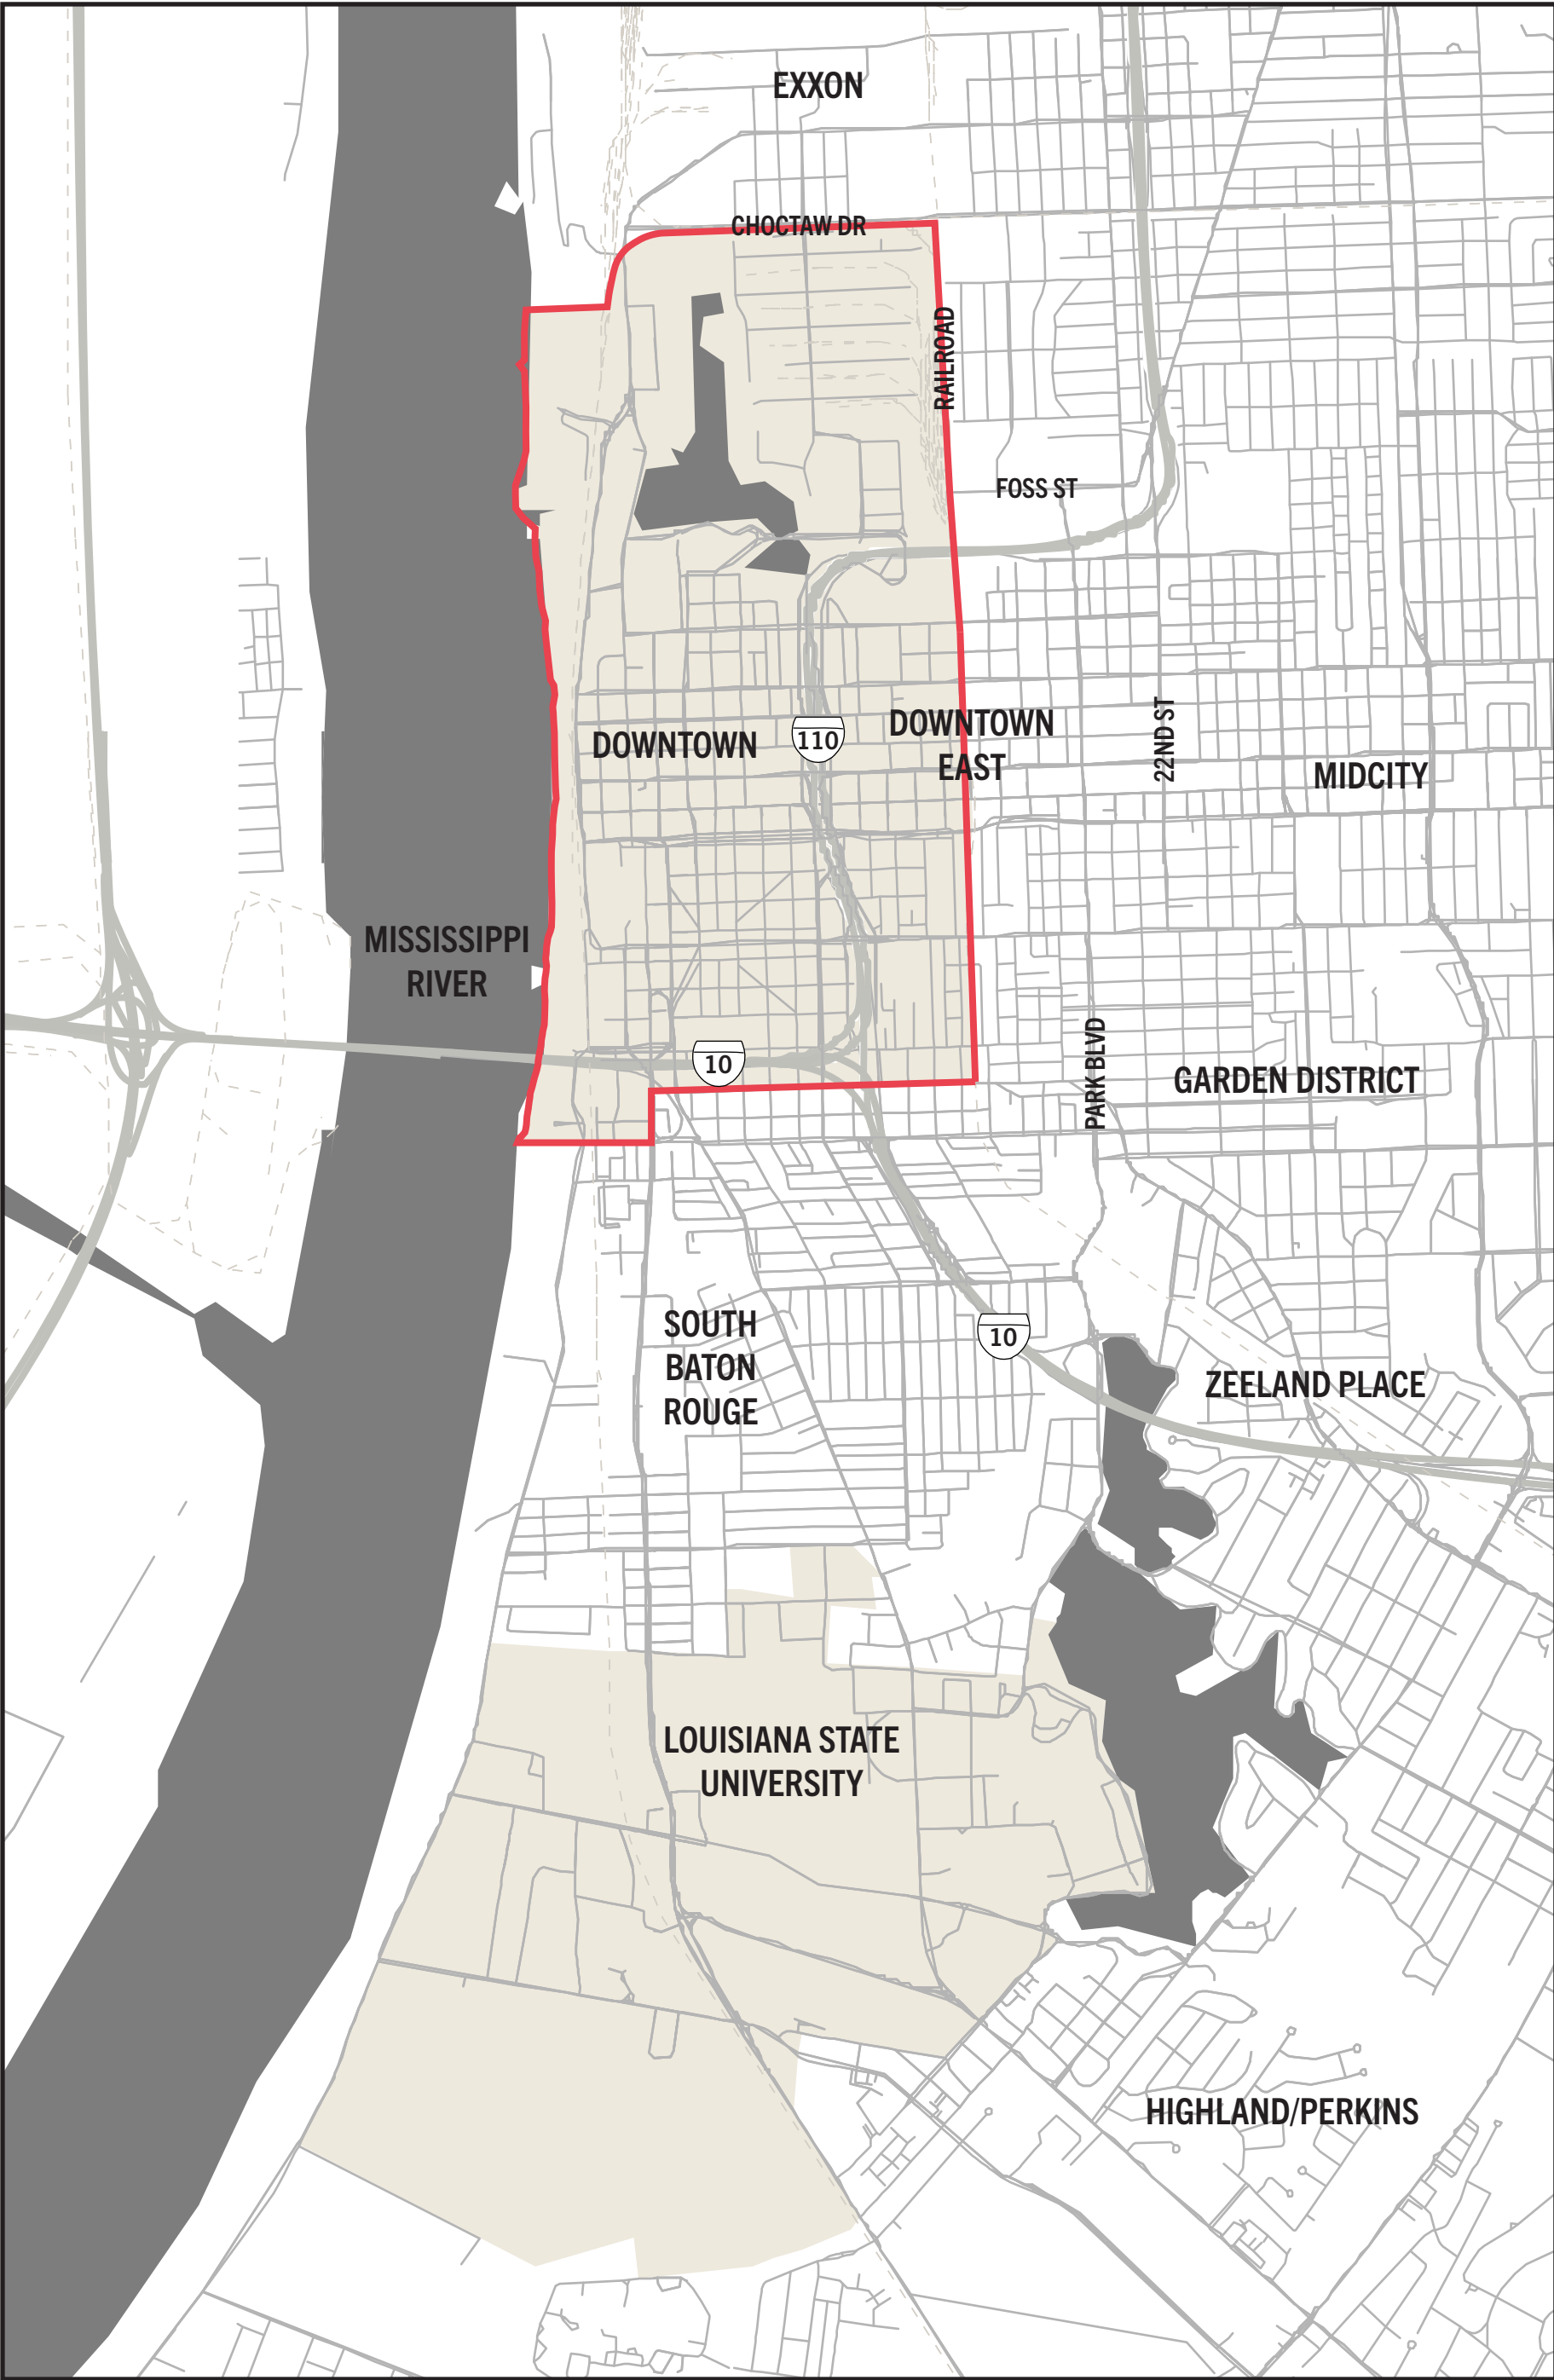 EXXON
CHOCTAW DR
RAILROAD
FOSS ST
DOWNTOWN
110
DOWNTOWN
EAST
22ND ST
MIDCITY
MISSISSIPPI
RIVER
10
PARK BLVD
GARDEN DISTRICT
SOUTH
BATON
ROUGE
10
ZEELAND PLACE
LOUISIANA STATE
UNIVERSITY
HIGHLAND/PERKINS